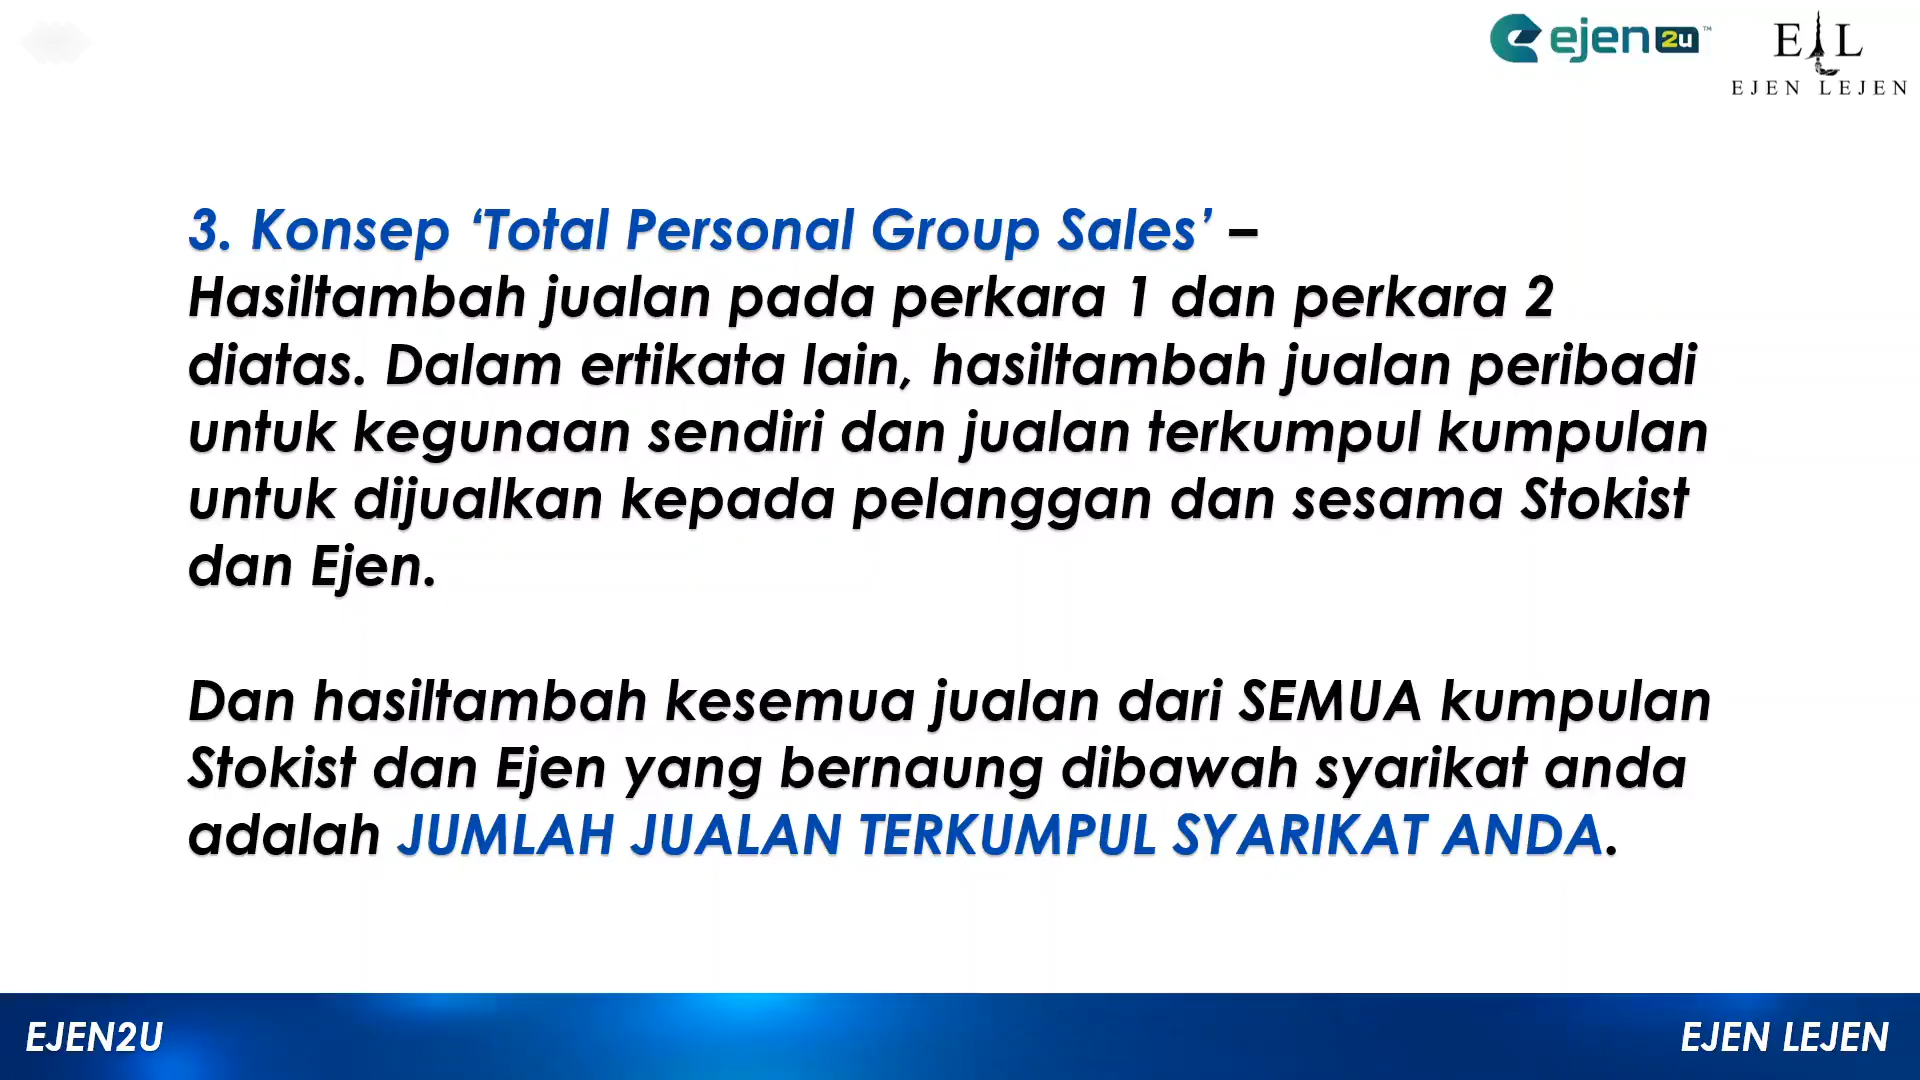 ejen2u™
EJL
EJEN LEJEN
3. Konsep ‘Total Personal Group Sales’ –
Hasiltambah jualan pada perkara 1 dan perkara 2
diatas. Dalam ertikata lain, hasiltambah jualan peribadi
untuk kegunaan sendiri dan jualan terkumpul kumpulan
untuk dijualkan kepada pelanggan dan sesama Stokist
dan Ejen.
Dan hasiltambah kesemua jualan dari SEMUA kumpulan
Stokist dan Ejen yang bernaung dibawah syarikat anda
adalah JUMLAH JUALAN TERKUMPUL SYARIKAT ANDA.
EJEN2U
EJEN LEJEN